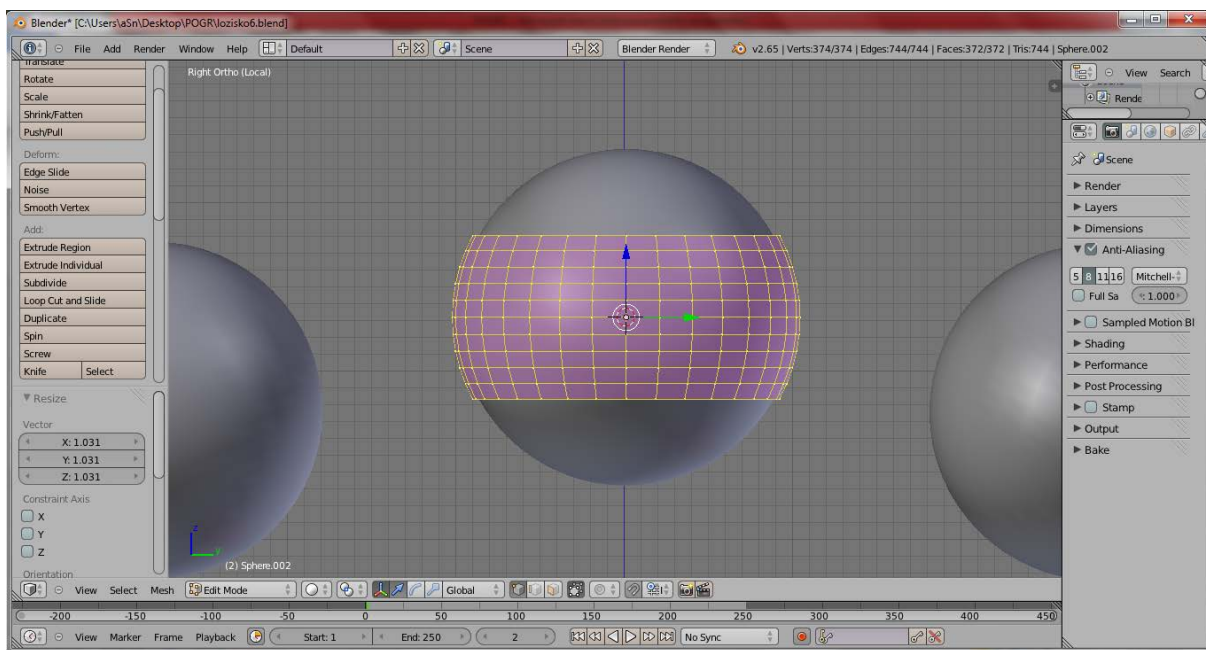 Blender* [C:\Users\aSn\Desktop\POGR\lozisko6.blend]
File Add Render Window Help Default Scene Blender Render v2.65 | Verts:374/374 | Edges:744/744 | Faces:372/372 | Tris:744 | Sphere.002
Translate
Rotate
Scale
Shrink/Fatten
Push/Pull
Deform:
Edge Slide
Noise
Smooth Vertex
Add:
Extrude Region
Extrude Individual
Subdivide
Loop Cut and Slide
Duplicate
Spin
Screw
Knife Select
Resize
Vector
X: 1.031
Y: 1.031
Z: 1.031
Constraint Axis
X
Y
Z
Orientation
Right Ortho (Local)
z
Y
(2) Sphere.002
View Search
Rende
Scene
Render
Layers
Dimensions
Anti-Aliasing
5 8 11 16 Mitchell-
Full Sa 1.000
Sampled Motion Bl
Shading
Performance
Post Processing
Stamp
Output
Bake
View Select Mesh Edit Mode Global
-200 -150 -100 -50 0 50 100 150 200 250 300 350 400 450
View Marker Frame Playback Start: 1 End: 250 2 No Sync